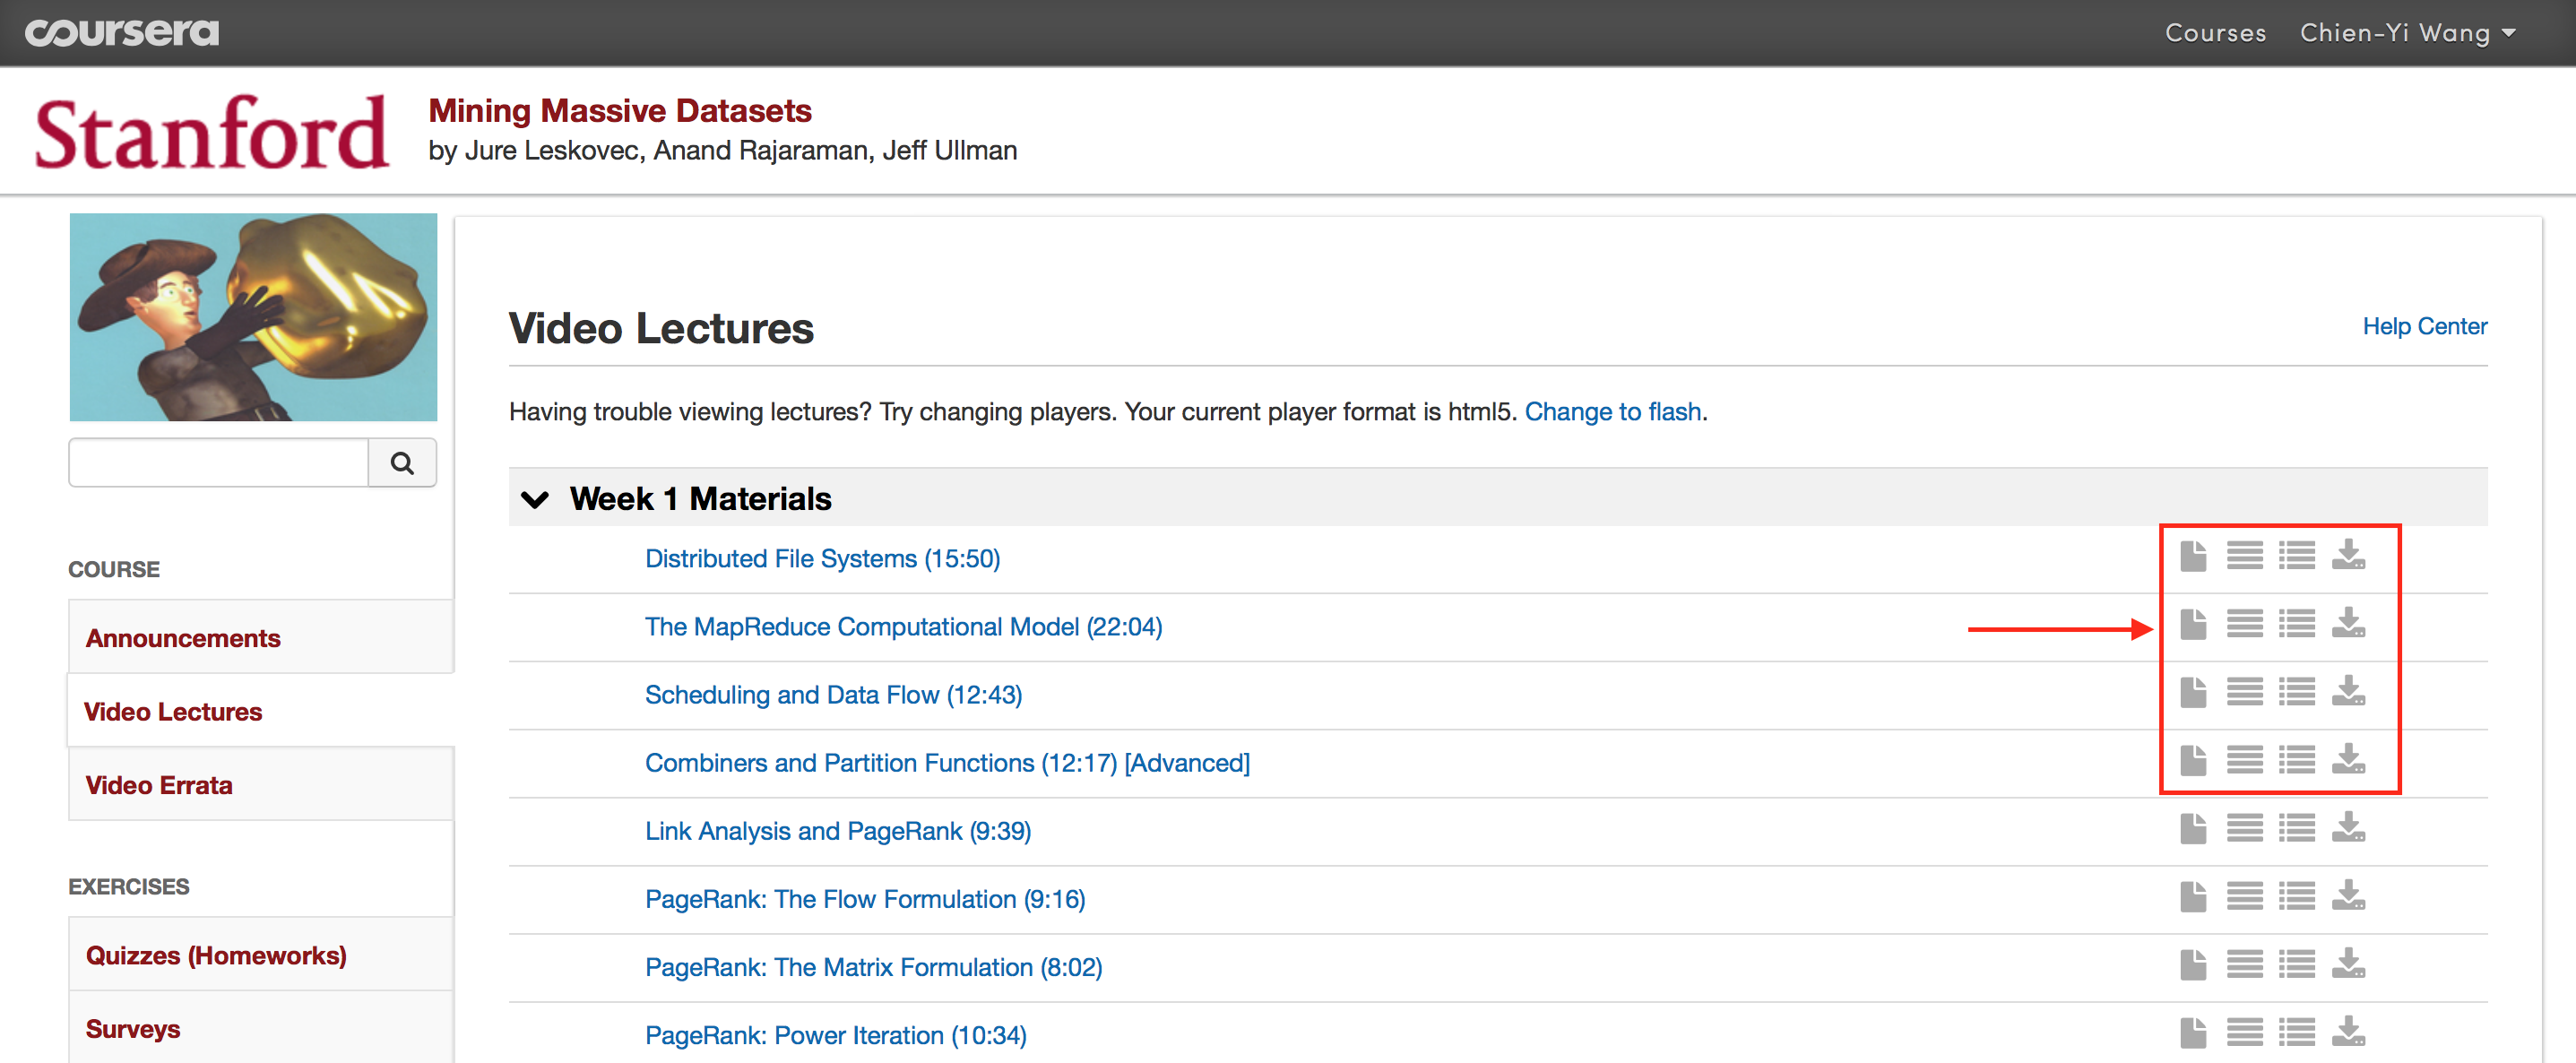 coursera
Courses Chien-Yi Wang
Stanford
Mining Massive Datasets
by Jure Leskovec, Anand Rajaraman, Jeff Ullman
COURSE
Announcements
Video Lectures
Video Errata
EXERCISES
Quizzes (Homeworks)
Surveys
Video Lectures
Help Center
Having trouble viewing lectures? Try changing players. Your current player format is html5. Change to flash.
Week 1 Materials
Distributed File Systems (15:50)
The MapReduce Computational Model (22:04)
Scheduling and Data Flow (12:43)
Combiners and Partition Functions (12:17) [Advanced]
Link Analysis and PageRank (9:39)
PageRank: The Flow Formulation (9:16)
PageRank: The Matrix Formulation (8:02)
PageRank: Power Iteration (10:34)